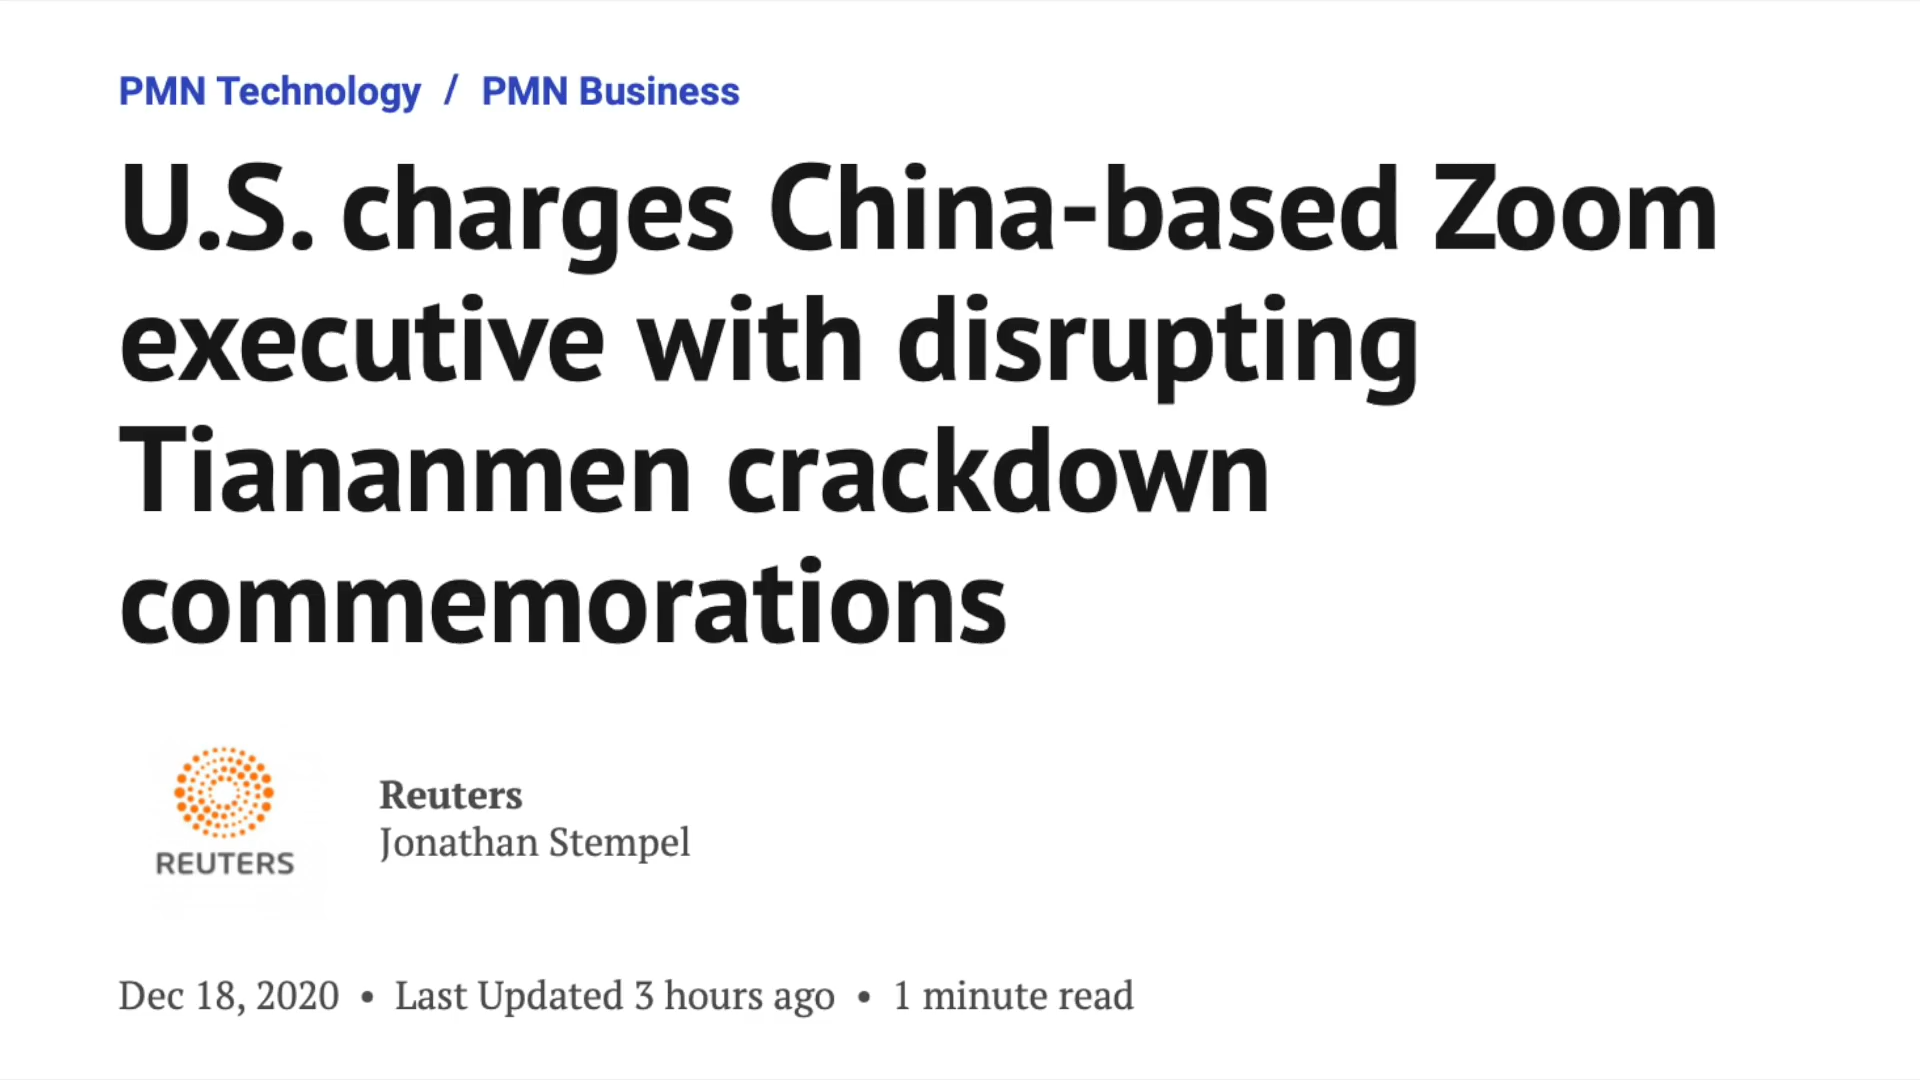 PMN Technology / PMN Business
U.S. charges China-based Zoom
executive with disrupting
Tiananmen crackdown
commemorations
REUTERS
Reuters
Jonathan Stempel
Dec 18, 2020 • Last Updated 3 hours ago • 1 minute read